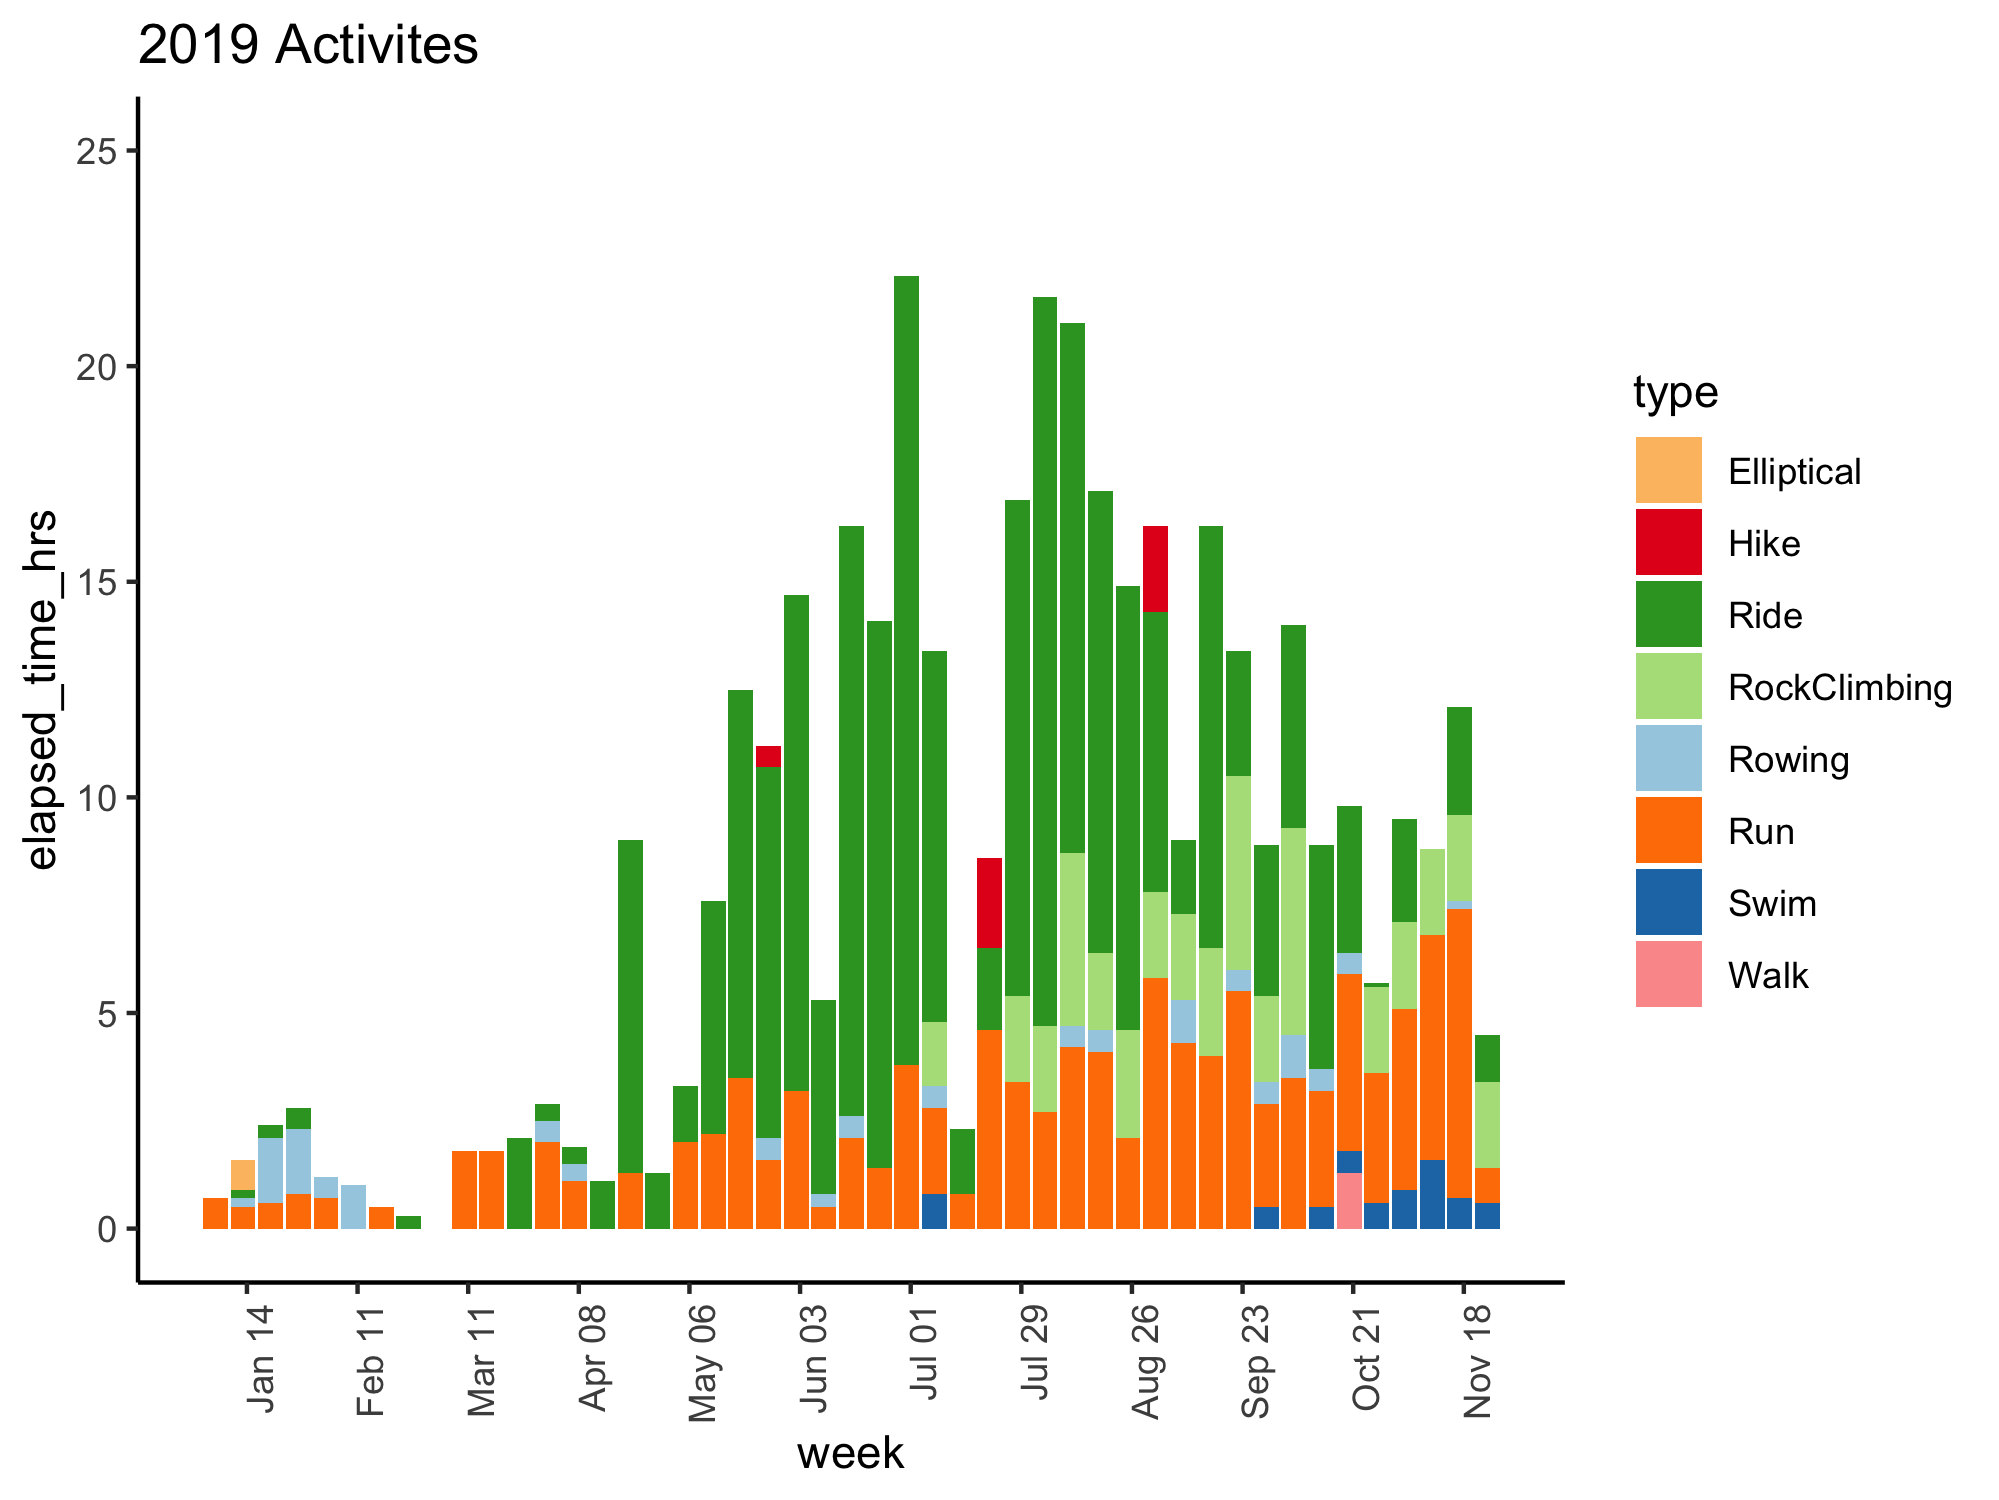 2019 Activites
elapsed_time_hrs
25
20
15
10
5
0
Jan 14
Feb 11
Mar 11
Apr 08
May 06
Jun 03
Jul 01
Jul 29
Aug 26
Sep 23
Oct 21
Nov 18
week
type
Elliptical
Hike
Ride
RockClimbing
Rowing
Run
Swim
Walk